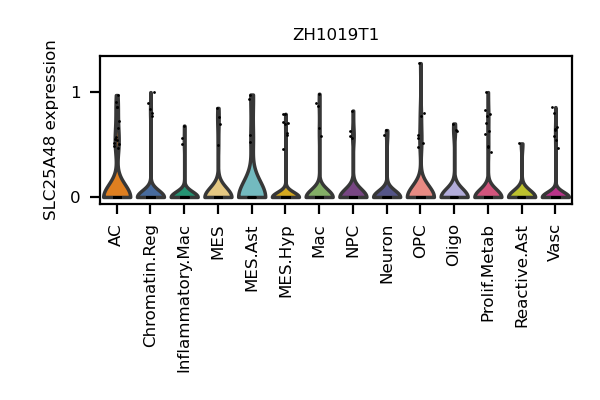 ZH1019T1
SLC25A48 expression
1
0
AC
Chromatin.Reg
Inflammatory.Mac
MES
MES.Ast
MES.Hyp
Mac
NPC
Neuron
OPC
Oligo
Prolif.Metab
Reactive.Ast
Vasc